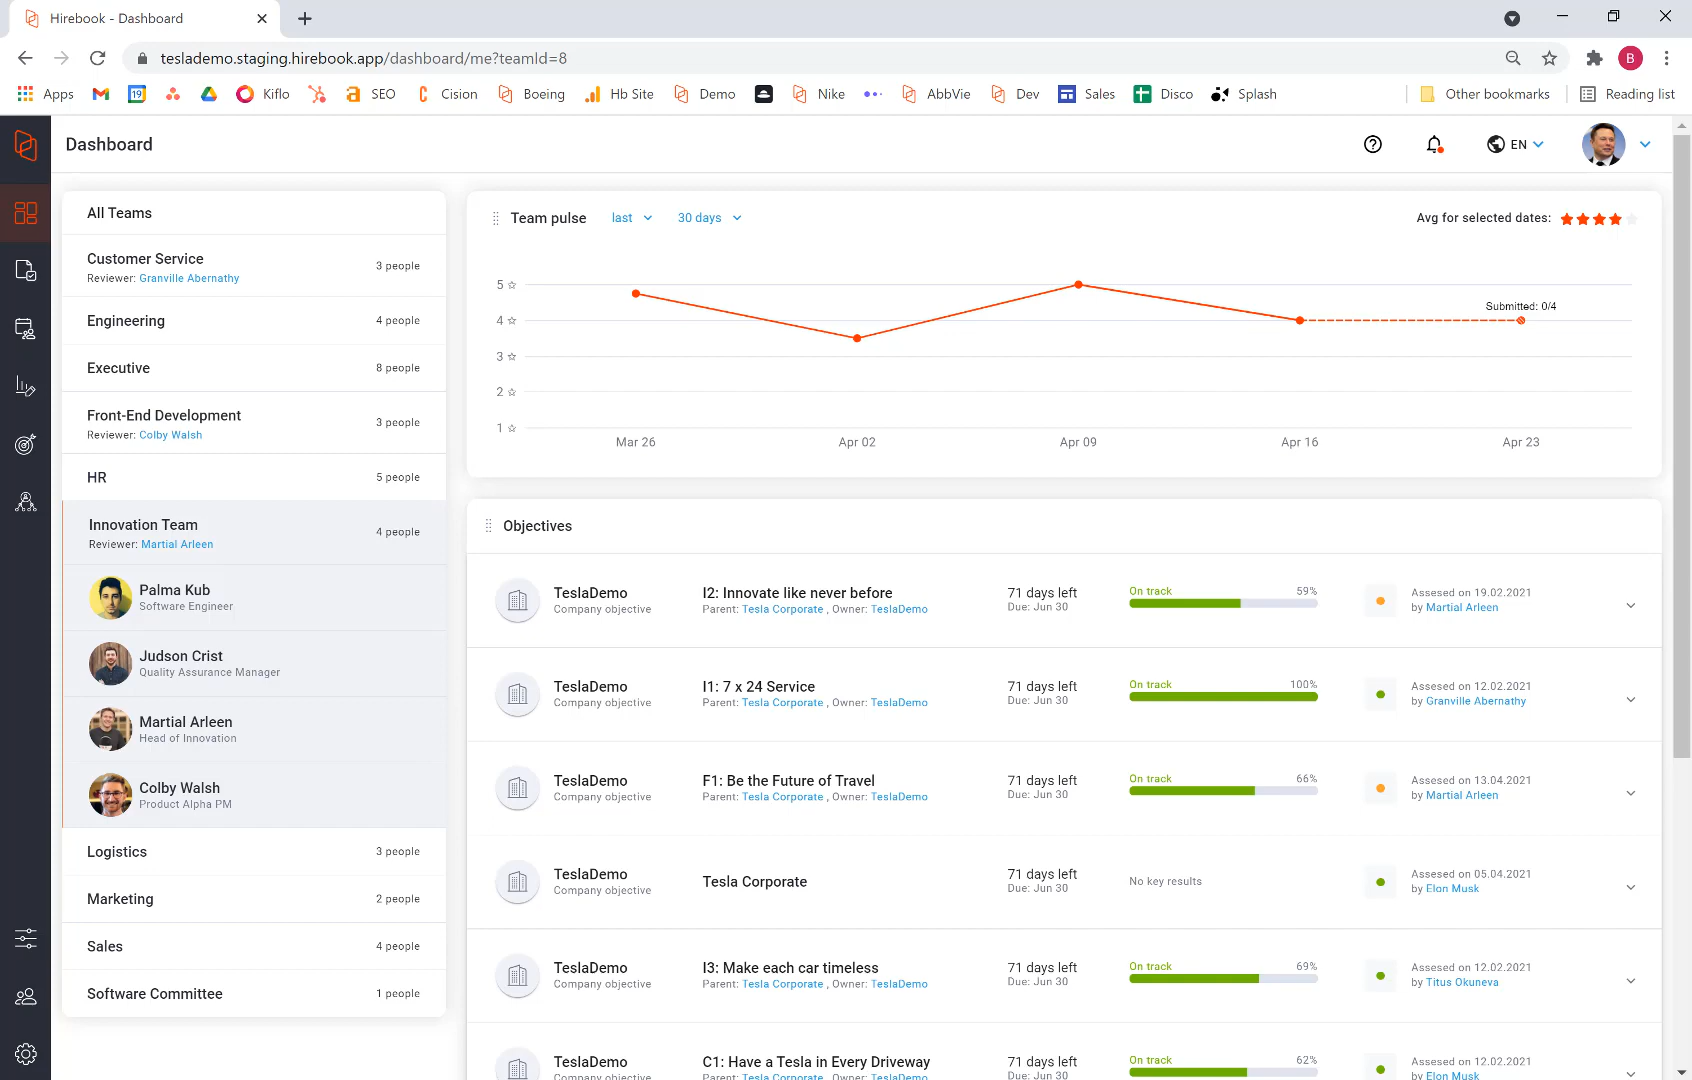 Hirebook - Dashboard
teslademo.staging.hirebook.app/dashboard/me?teamId=8
B
Apps
19
Kiflo
SEO
Cision
Boeing
Hb Site
Demo
Nike
AbbVie
Dev
Sales
Disco
Splash
Other bookmarks
Reading list
Dashboard
EN
All Teams
Customer Service
Reviewer: Granville Abernathy
3 people
Engineering
4 people
Executive
8 people
Front-End Development
Reviewer: Colby Walsh
3 people
HR
5 people
Innovation Team
Reviewer: Martial Arleen
4 people
Palma Kub
Software Engineer
Judson Crist
Quality Assurance Manager
Martial Arleen
Head of Innovation
Colby Walsh
Product Alpha PM
Logistics
3 people
Marketing
2 people
Sales
4 people
Software Committee
1 people
Team pulse
last
30 days
Avg for selected dates:
5
4
3
2
1
Submitted: 0/4
Mar 26
Apr 02
Apr 09
Apr 16
Apr 23
Objectives
TeslaDemo
Company objective
I2: Innovate like never before
Parent: Tesla Corporate , Owner: TeslaDemo
71 days left
Due: Jun 30
On track
59%
Assesed on 19.02.2021
by Martial Arleen
TeslaDemo
Company objective
I1: 7 x 24 Service
Parent: Tesla Corporate , Owner: TeslaDemo
71 days left
Due: Jun 30
On track
100%
Assesed on 12.02.2021
by Granville Abernathy
TeslaDemo
Company objective
F1: Be the Future of Travel
Parent: Tesla Corporate , Owner: TeslaDemo
71 days left
Due: Jun 30
On track
66%
Assesed on 13.04.2021
by Martial Arleen
TeslaDemo
Company objective
Tesla Corporate
71 days left
Due: Jun 30
No key results
Assesed on 05.04.2021
by Elon Musk
TeslaDemo
Company objective
I3: Make each car timeless
Parent: Tesla Corporate , Owner: TeslaDemo
71 days left
Due: Jun 30
On track
69%
Assesed on 12.02.2021
by Titus Okuneva
TeslaDemo
Company objective
C1: Have a Tesla in Every Driveway
Parent: Tesla Corporate , Owner: TeslaDemo
71 days left
Due: Jun 30
On track
62%
Assesed on 12.02.2021
by Elon Musk